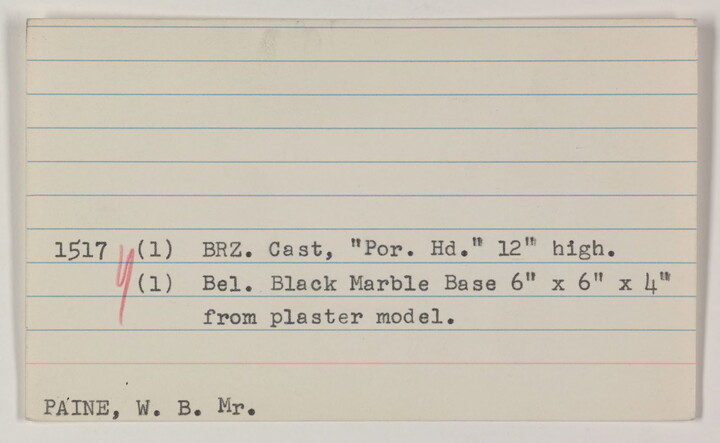 1517 (1) BRZ. Cast, "Por. Hd." 12" high.
(1) Bel. Black Marble Base 6" x 6" x 4"
from plaster model.
PAINE, W. B. Mr.